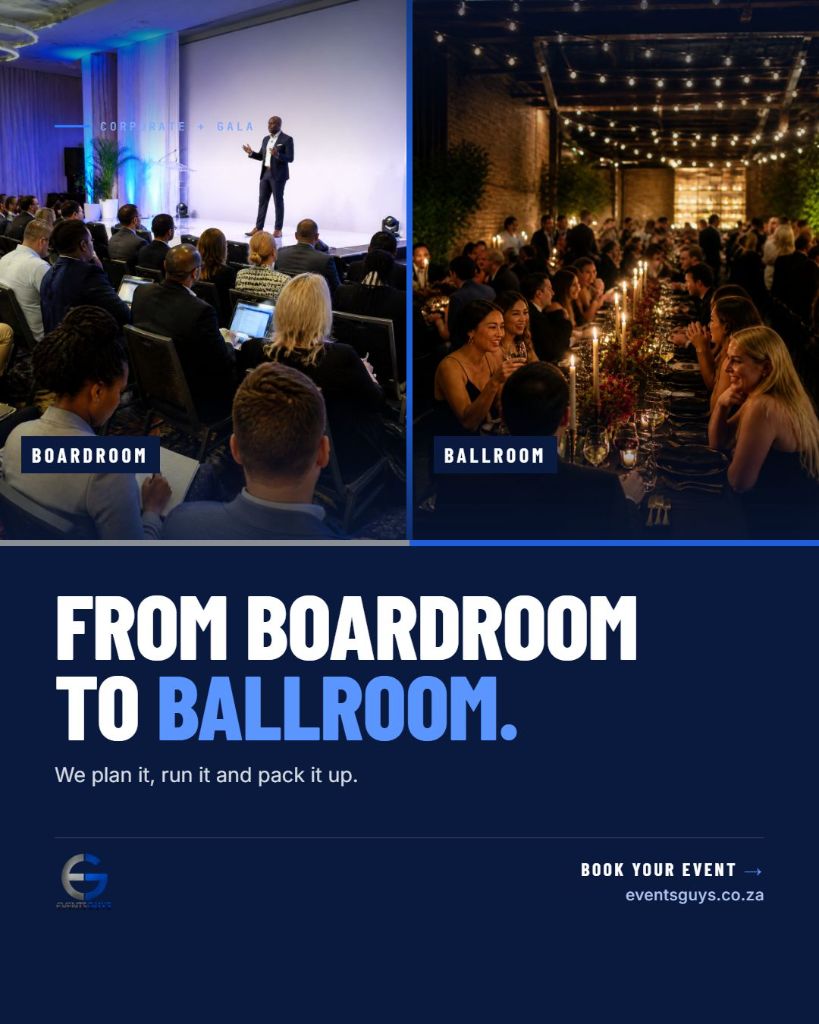 CORPORATE + GALA
BOARDROOM
BALLROOM
FROM BOARDROOM
TO BALLROOM.
We plan it, run it and pack it up.
EVENTSGUYS
BOOK YOUR EVENT →
eventsguys.co.za